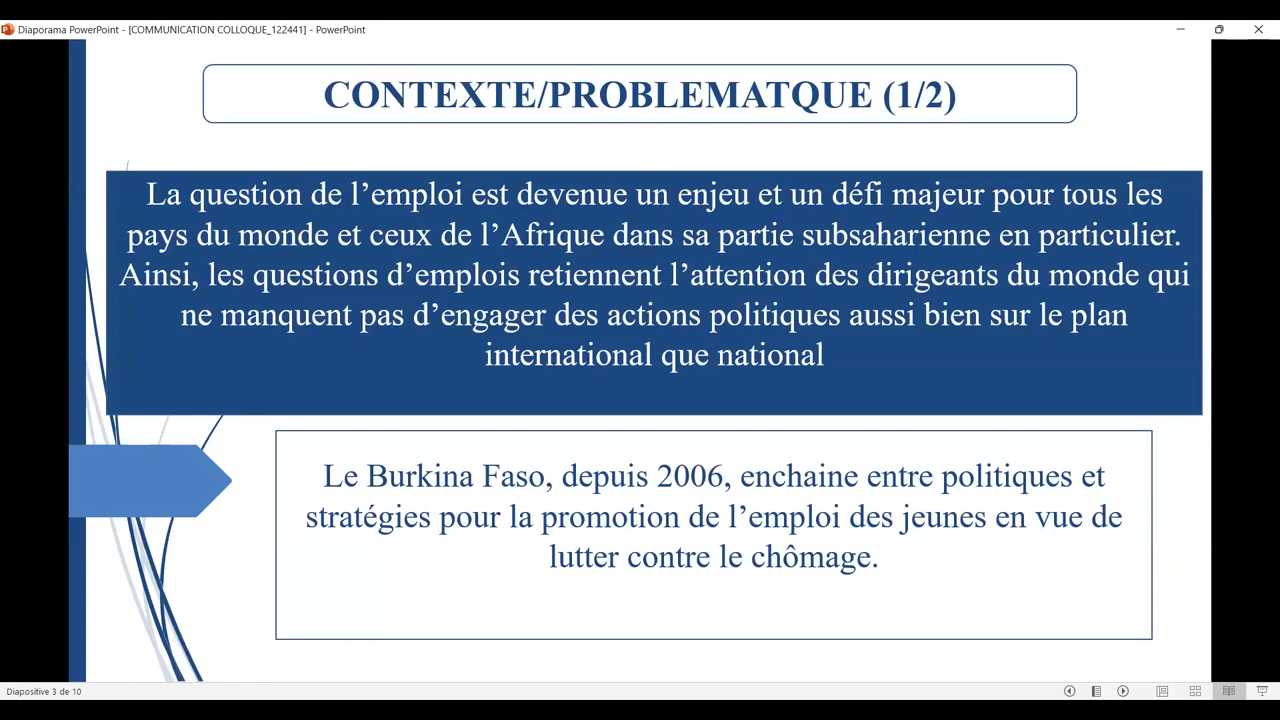 Diaporama PowerPoint - [COMMUNICATION COLLOQUE_122441] - PowerPoint
CONTEXTE/PROBLEMATQUE (1/2)
La question de l’emploi est devenue un enjeu et un défi majeur pour tous les
pays du monde et ceux de l’Afrique dans sa partie subsaharienne en particulier.
Ainsi, les questions d’emplois retiennent l’attention des dirigeants du monde qui
ne manquent pas d’engager des actions politiques aussi bien sur le plan
international que national
Le Burkina Faso, depuis 2006, enchaine entre politiques et
stratégies pour la promotion de l’emploi des jeunes en vue de
lutter contre le chômage.
Diapositive 3 de 10